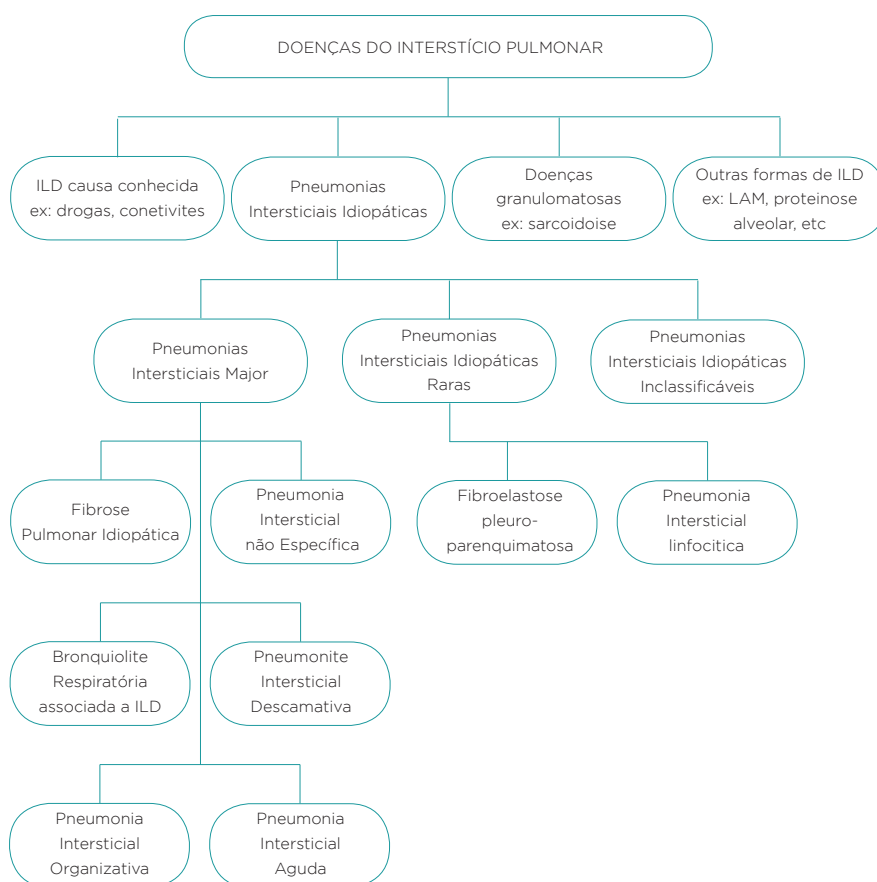 DOENÇAS DO INTERSTÍCIO PULMONAR
ILD causa conhecida
ex: drogas, conetivites
Pneumonias
Intersticiais Idiopáticas
Doenças
granulomatosas
ex: sarcoidoise
Outras formas de ILD
ex: LAM, proteinose
alveolar, etc
Pneumonias
Intersticiais Major
Pneumonias
Intersticiais Idiopáticas
Raras
Pneumonias
Intersticiais Idiopáticas
Inclassificáveis
Fibrose
Pulmonar Idiopática
Pneumonia
Intersticial
não Específica
Fibroelastose
pleuro-
parenquimatosa
Pneumonia
Intersticial
linfocitica
Bronquiolite
Respiratória
associada a ILD
Pneumonite
Intersticial
Descamativa
Pneumonia
Intersticial
Organizativa
Pneumonia
Intersticial
Aguda